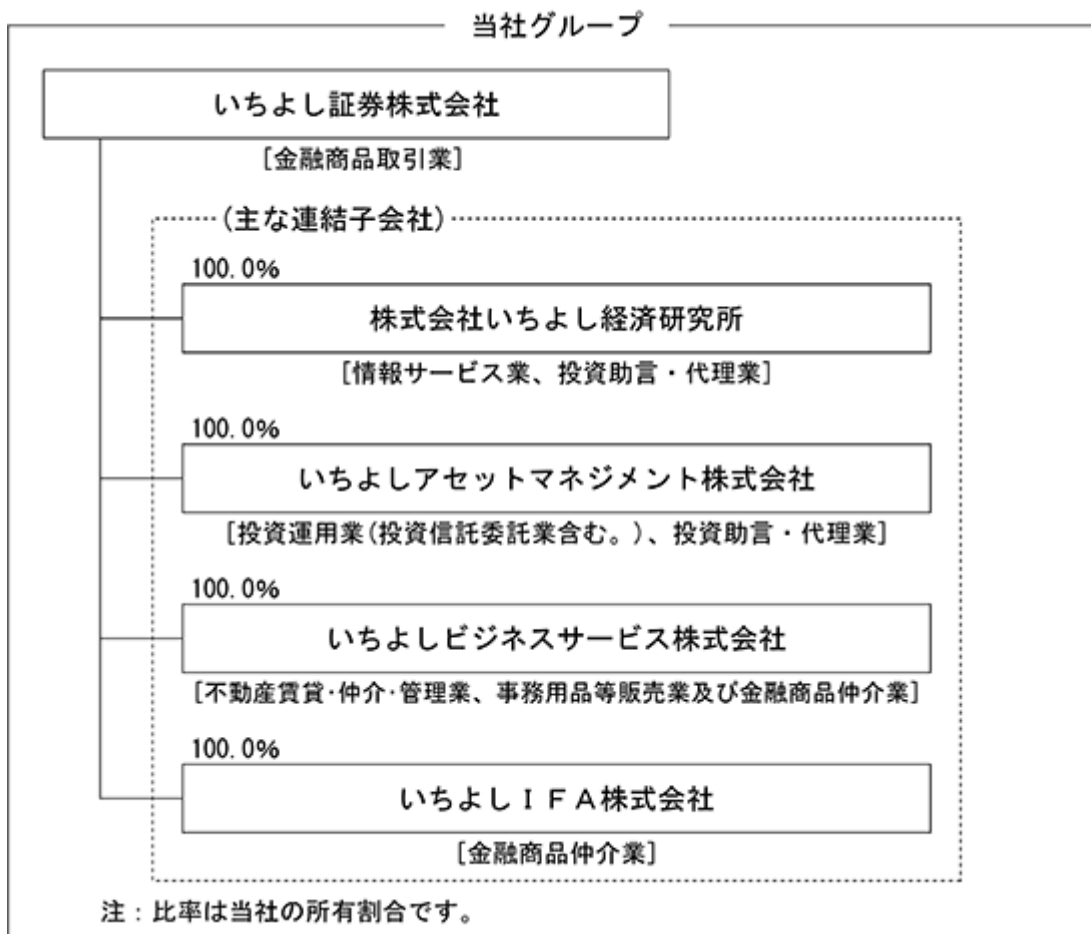 当社グループ
いちよし証券株式会社
[金融商品取引業]
(主な連結子会社)
100.0%
株式会社いちよし経済研究所
[情報サービス業、投資助言・代理業]
100.0%
いちよしアセットマネジメント株式会社
[投資運用業(投資信託委託業含む。)、投資助言・代理業]
100.0%
いちよしビジネスサービス株式会社
[不動産賃貸・仲介・管理業、事務用品等販売業及び金融商品仲介業]
100.0%
いちよしＩＦＡ株式会社
[金融商品仲介業]
注：比率は当社の所有割合です。